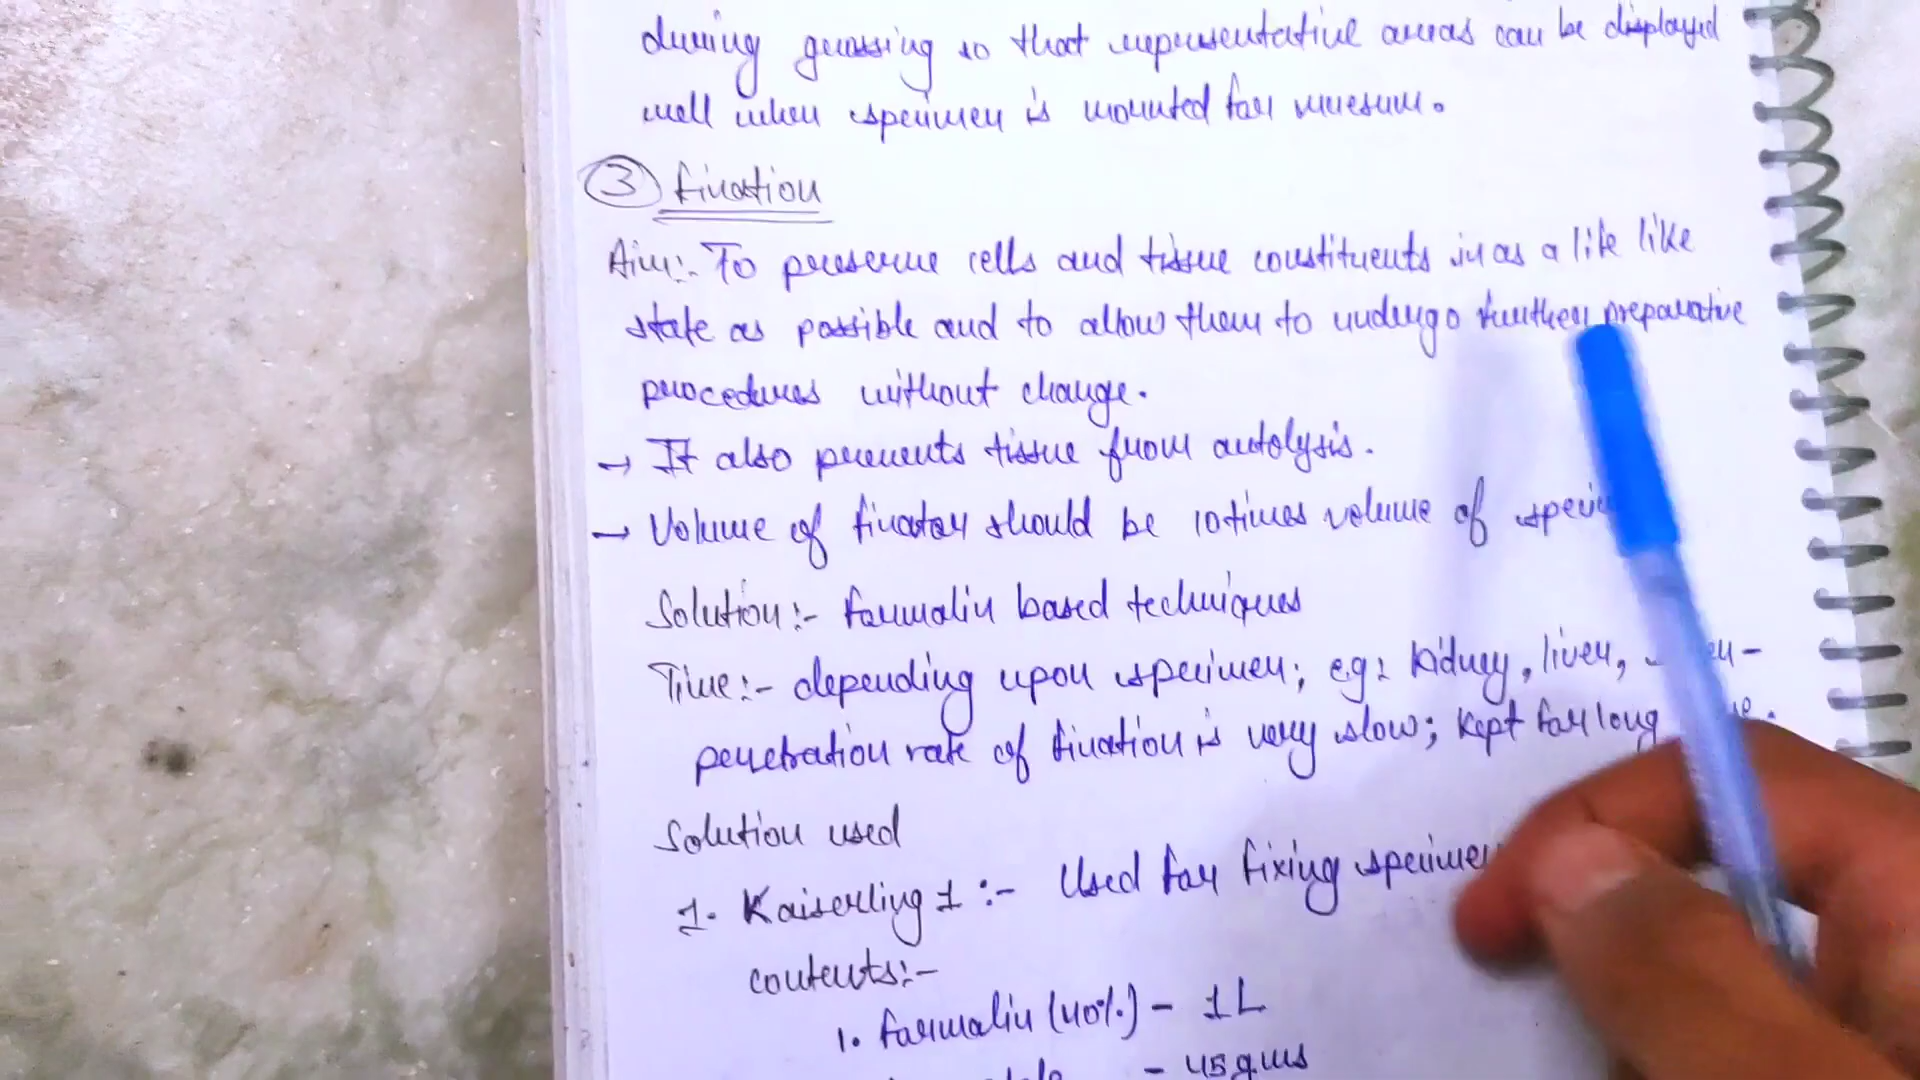 during grossing so that representative areas can be displayed
well when specimen is mounted for museum.
③ Fixation
Aim:- To preserve cells and tissue constituents in as a life like
state as possible and to allow them to undergo further preparative
procedures without change.
→ It also prevents tissue from autolysis.
→ Volume of fixator should be 10 times volume of
Solution:- Formalin based techniques
Time:- depending upon specimen; eg: Kidney, liver,
penetration rate of fixation is very slow; kept for long
Solution used
1. Kaiserling 1 :- Used for fixing specimen
contents:-
1. Formalin (40%) - 1L
- 45 gms